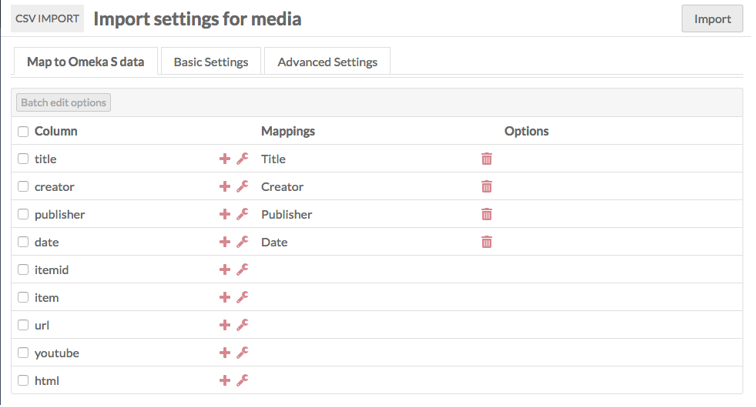 CSV IMPORT Import settings for media Import
Map to Omeka S data Basic Settings Advanced Settings
Batch edit options
Column Mappings Options
title Title
creator Creator
publisher Publisher
date Date
itemid
item
url
youtube
html